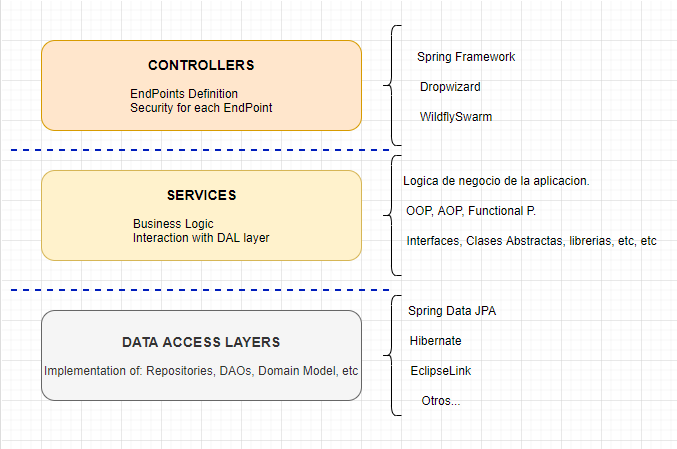 CONTROLLERS
EndPoints Definition
Security for each EndPoint
Spring Framework
Dropwizard
WildflySwarm
SERVICES
Business Logic
Interaction with DAL layer
Logica de negocio de la aplicacion.
OOP, AOP, Functional P.
Interfaces, Clases Abstractas, librerias, etc, etc
DATA ACCESS LAYERS
Implementation of: Repositories, DAOs, Domain Model, etc
Spring Data JPA
Hibernate
EclipseLink
Otros...